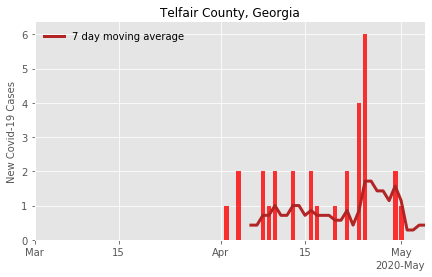 Telfair County, Georgia
7 day moving average
New Covid-19 Cases
6
5
4
3
2
1
0
Mar 15 Apr 15 May
2020-May